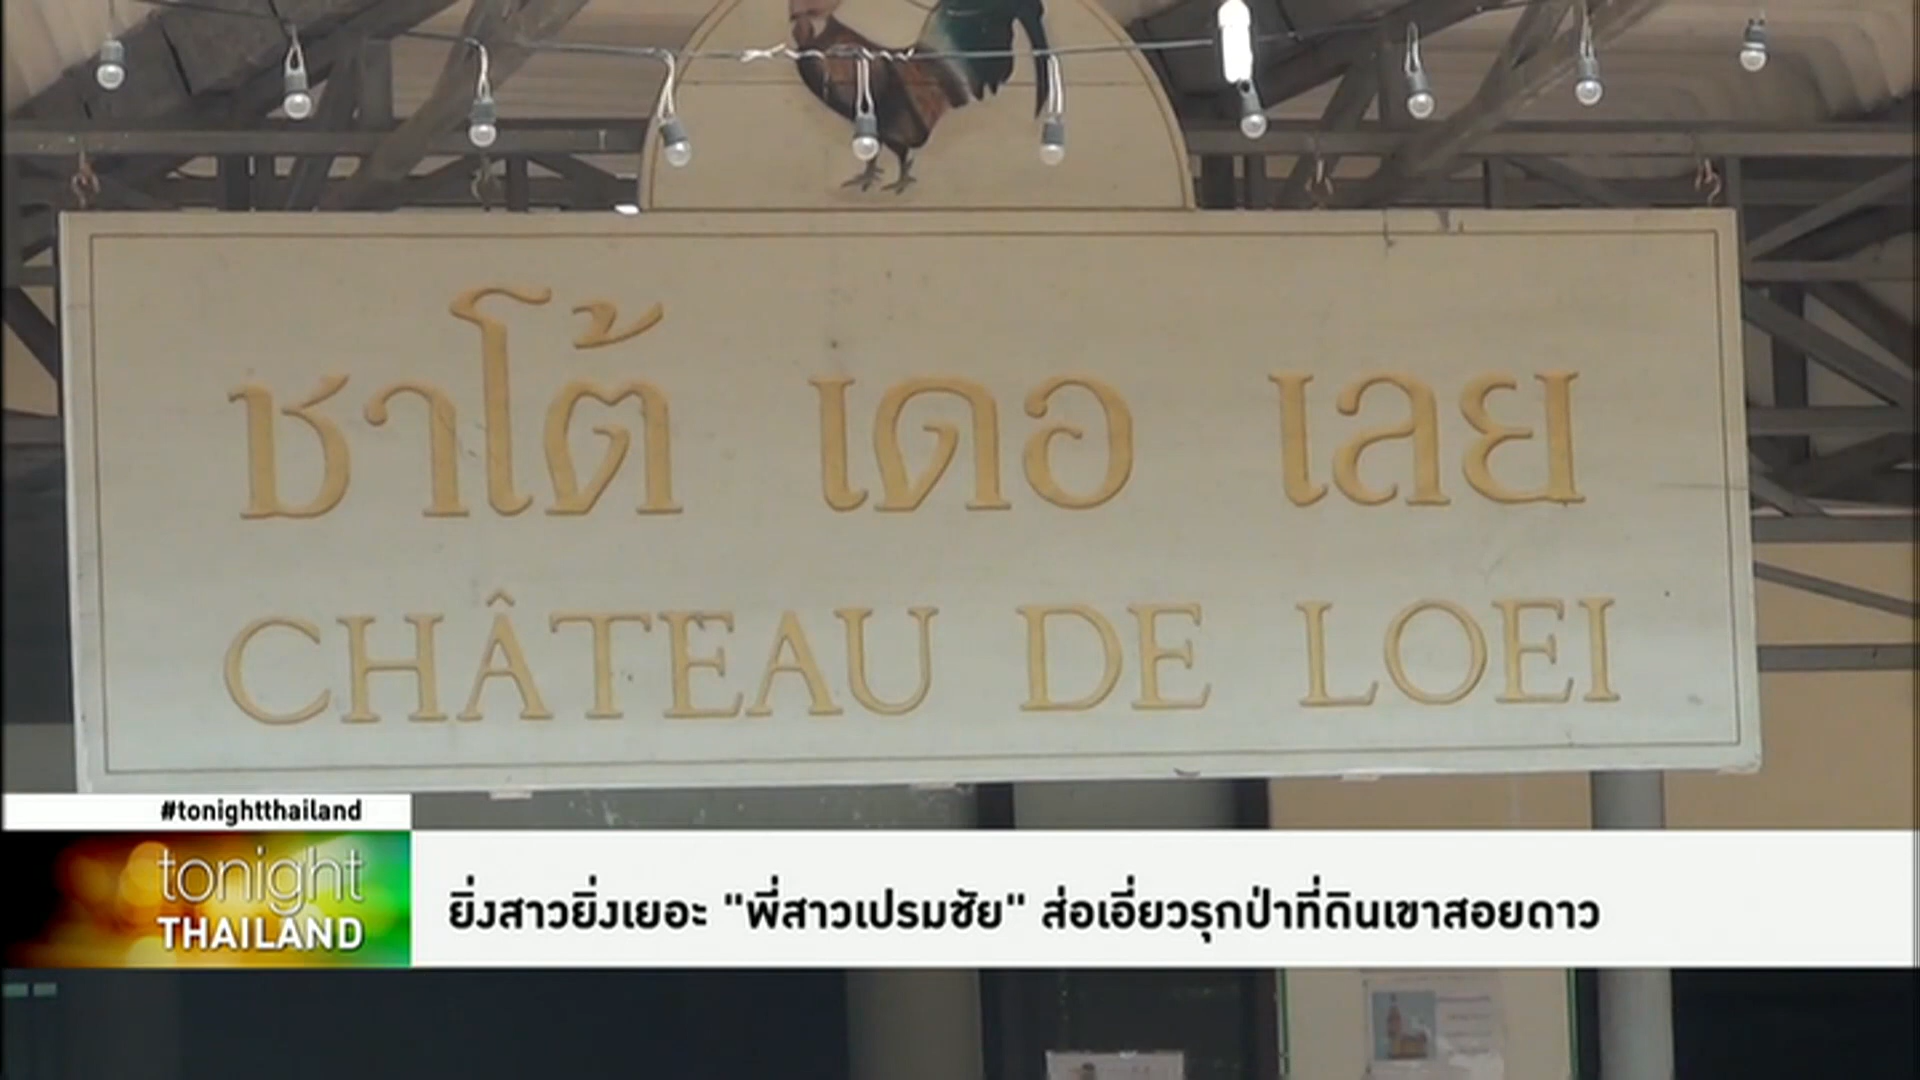 ชาโต้ เดอ เลย
CHÂTEAU DE LOEI
#tonightthailand
tonight
THAILAND
ยิ่งสาวยิ่งเยอะ "พี่สาวเปรมชัย" ส่อเอี่ยวรุกป่าที่ดินเขาสอยดาว